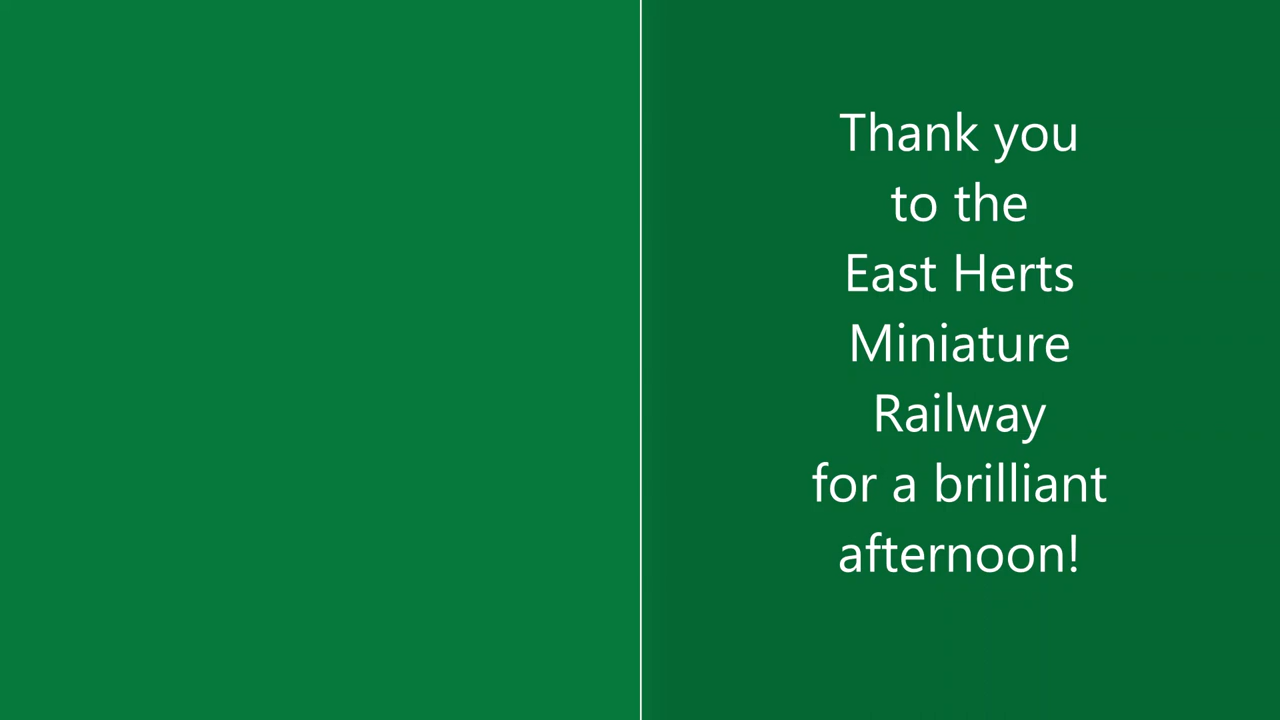 Thank you
to the
East Herts
Miniature
Railway
for a brilliant
afternoon!